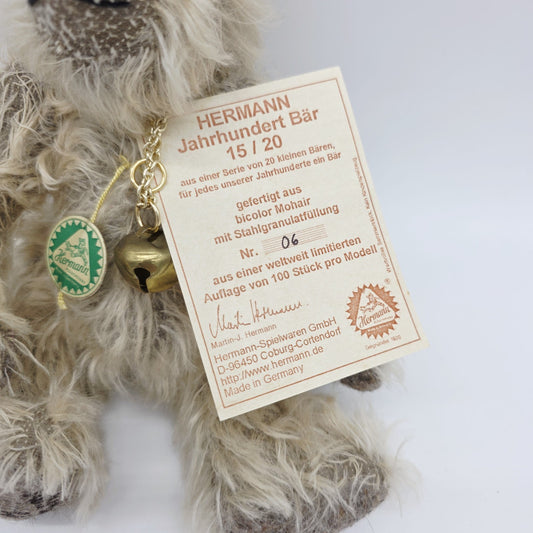 HERMANN
Jahrhundert Bär
15 / 20
aus einer Serie von 20 kleinen Bären,
für jedes unserer Jahrhunderte ein Bär
gefertigt aus
bicolor Mohair
mit Stahlgranulatfüllung
Nr. 06
aus einer weltweit limitierten
Auflage von 100 Stück pro Modell
Martin Hermann
Martin-J. Hermann
Hermann-Spielwaren GmbH
D-96450 Coburg-Cortendorf
http://www.hermann.de
Made in Germany
Hermann
®
Hermann